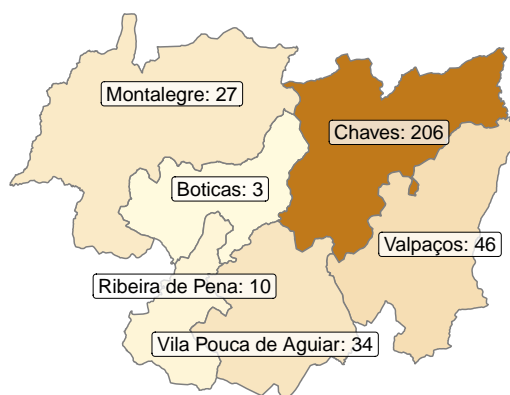 Montalegre: 27
Chaves: 206
Boticas: 3
Valpaços: 46
Ribeira de Pena: 10
Vila Pouca de Aguiar: 34